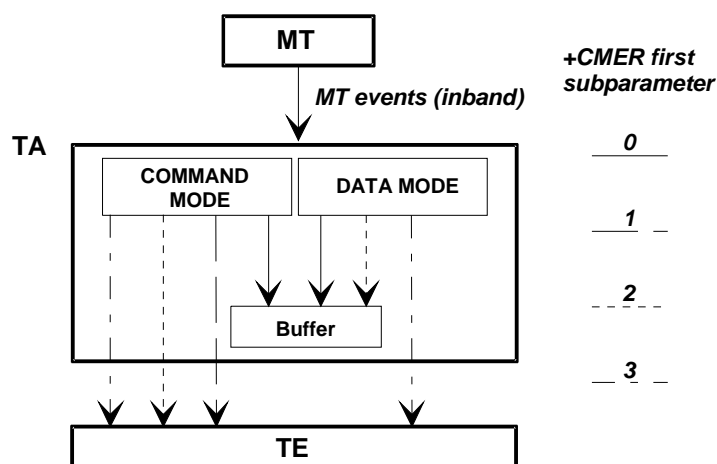 MT
+CMER first
subparameter
MT events (inband)
TA
0
COMMAND
MODE
DATA MODE
1
2
Buffer
3
TE